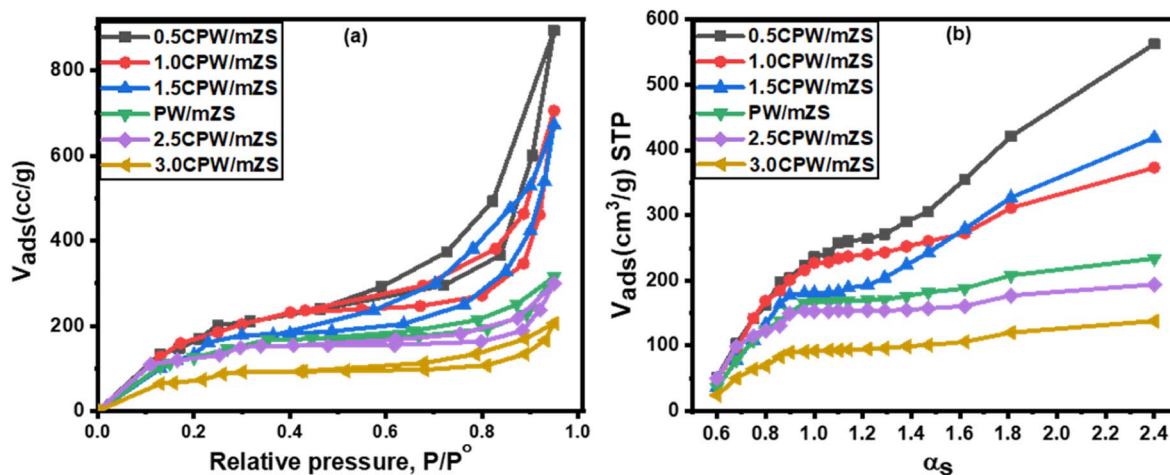 (a)
0.5CPW/mZS
1.0CPW/mZS
1.5CPW/mZS
PW/mZS
2.5CPW/mZS
3.0CPW/mZS
V_ads(cc/g)
800
600
400
200
0
0.0 0.2 0.4 0.6 0.8 1.0
Relative pressure, P/P°
(b)
0.5CPW/mZS
1.0CPW/mZS
1.5CPW/mZS
PW/mZS
2.5CPW/mZS
3.0CPW/mZS
V_ads(cm³/g) STP
600
500
400
300
200
100
0
0.6 0.8 1.0 1.2 1.4 1.6 1.8 2.0 2.2 2.4
α_s